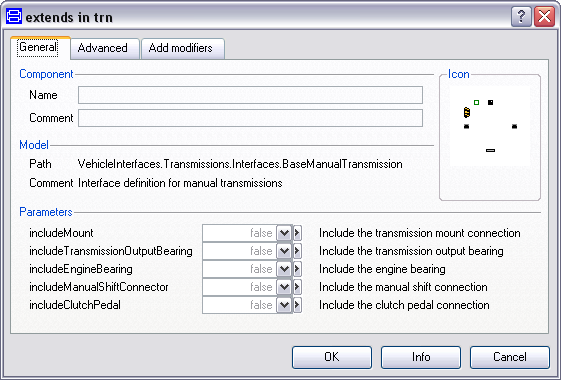 extends in trn
General Advanced Add modifiers
Component
Icon
Name
Comment
Model
Path VehicleInterfaces.Transmissions.Interfaces.BaseManualTransmission
Comment Interface definition for manual transmissions
Parameters
includeMount false Include the transmission mount connection
includeTransmissionOutputBearing false Include the transmission output bearing
includeEngineBearing false Include the engine bearing
includeManualShiftConnector false Include the manual shift connection
includeClutchPedal false Include the clutch pedal connection
OK Info Cancel